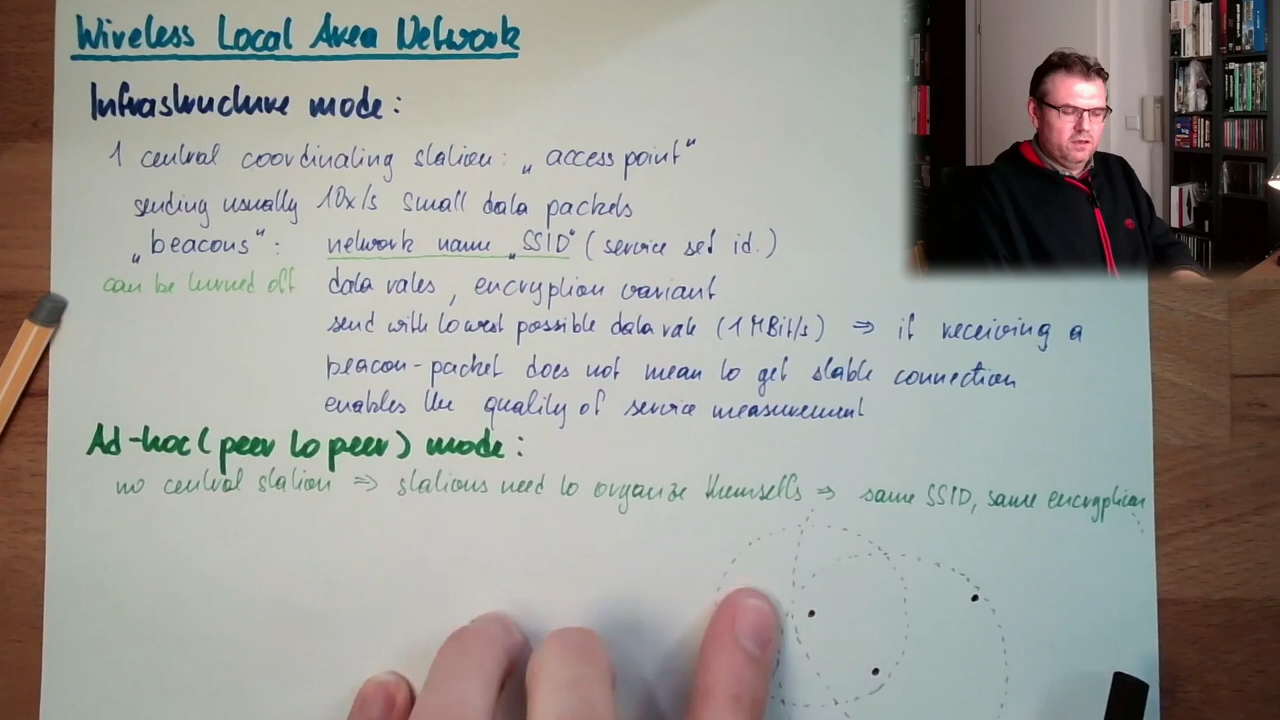 Wireless Local Area Network
Infrastructure mode:
1 central coordinating station: „access point"
sending usually 10x/s small data packets
„beacons": network name „SSID" (service set id.)
can be turned off data rates, encryption variant
send with lowest possible data rate (1 MBit/s) ⇒ if receiving a
beacon-packet does not mean to get stable connection
enables the quality of service measurement
Ad-hoc (peer to peer) mode:
no central station ⇒ stations need to organize themsells ⇒ same SSID, same encryption